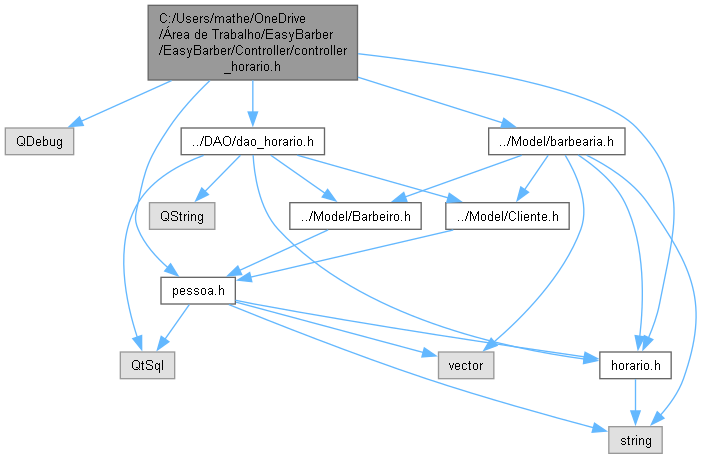 C:/Users/mathe/OneDrive
/Área de Trabalho/EasyBarber
/EasyBarber/Controller/controller
_horario.h
QDebug
../DAO/dao_horario.h
../Model/barbearia.h
QString
../Model/Barbeiro.h
../Model/Cliente.h
pessoa.h
QtSql
vector
horario.h
string